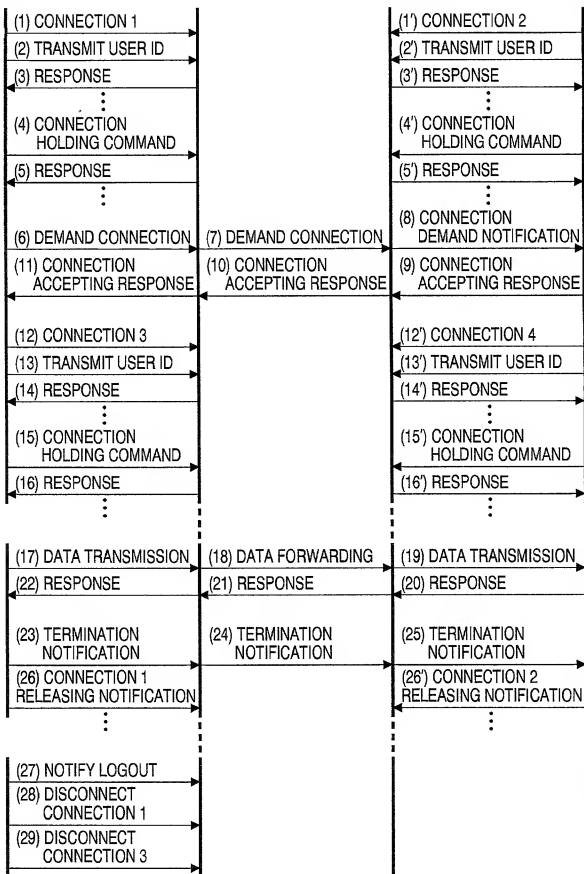 (1) CONNECTION 1
(1') CONNECTION 2
(2) TRANSMIT USER ID
(2') TRANSMIT USER ID
(3) RESPONSE
(3') RESPONSE
(4) CONNECTION
HOLDING COMMAND
(4') CONNECTION
HOLDING COMMAND
(5) RESPONSE
(5') RESPONSE
(6) DEMAND CONNECTION
(7) DEMAND CONNECTION
(8) CONNECTION
DEMAND NOTIFICATION
(11) CONNECTION
ACCEPTING RESPONSE
(10) CONNECTION
ACCEPTING RESPONSE
(9) CONNECTION
ACCEPTING RESPONSE
(12) CONNECTION 3
(12') CONNECTION 4
(13) TRANSMIT USER ID
(13') TRANSMIT USER ID
(14) RESPONSE
(14') RESPONSE
(15) CONNECTION
HOLDING COMMAND
(15') CONNECTION
HOLDING COMMAND
(16) RESPONSE
(16') RESPONSE
(17) DATA TRANSMISSION
(18) DATA FORWARDING
(19) DATA TRANSMISSION
(22) RESPONSE
(21) RESPONSE
(20) RESPONSE
(23) TERMINATION
NOTIFICATION
(24) TERMINATION
NOTIFICATION
(25) TERMINATION
NOTIFICATION
(26) CONNECTION 1
RELEASING NOTIFICATION
(26') CONNECTION 2
RELEASING NOTIFICATION
(27) NOTIFY LOGOUT
(28) DISCONNECT
CONNECTION 1
(29) DISCONNECT
CONNECTION 3